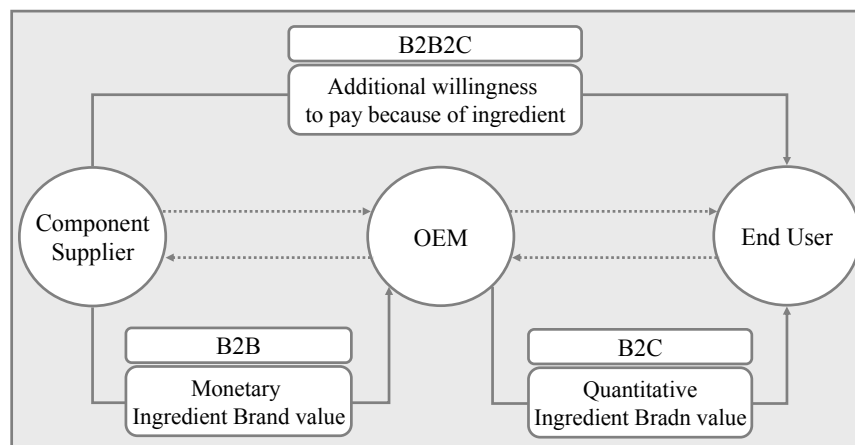 B2B2C
Additional willingness
to pay because of ingredient
Component
Supplier
OEM
End User
B2B
Monetary
Ingredient Brand value
B2C
Quantitative
Ingredient Bradn value